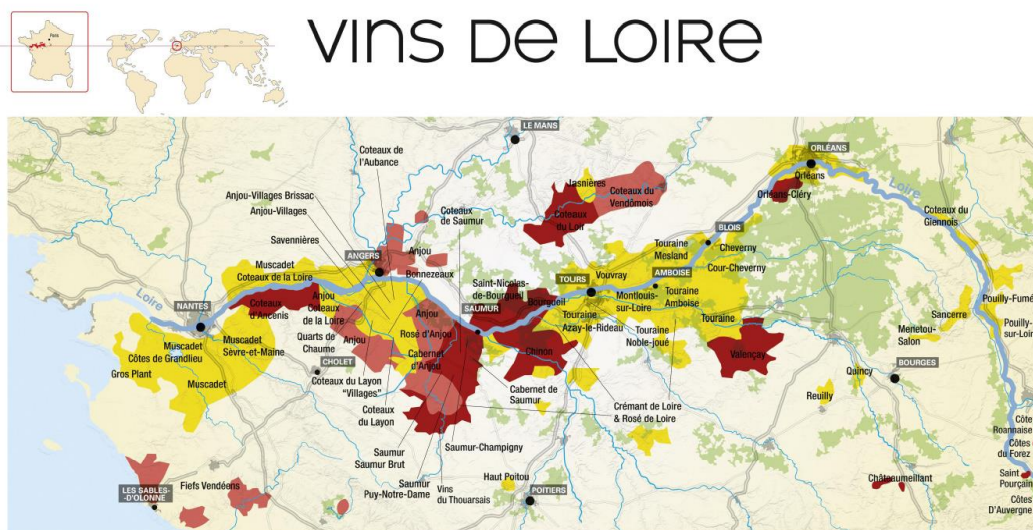 Paris
VINS DE LOIRE
LE MANS
ORLÉANS
Orléans
Orléans-Cléry
Loire
Coteaux du
Giennois
Coteaux de
l'Aubance
Jasnières
Coteaux du
Vendômois
Coteaux
du Loir
Anjou-Villages Brissac
Anjou-Villages
Savennières
Coteaux
de Saumur
ANGERS
Anjou
Bonnezeaux
Muscadet
Coteaux de la Loire
Loire
NANTES
Coteaux
d'Ancenis
Anjou
Coteaux
de la Loire
Anjou
Quarts de
Chaume
CHOLET
Anjou
Rosé d'Anjou
Cabernet
d'Anjou
SAUMUR
Saint-Nicolas-
de-Bourgueil
Bourgueil
Chinon
TOURS
Vouvray
AMBOISE
BLOIS
Touraine
Mesland
Cheverny
Cour-Cheverny
Montlouis-
sur-Loire
Touraine
Amboise
Touraine
Touraine
Azay-le-Rideau
Touraine
Noble-joué
Valençay
Muscadet
Côtes de Grandlieu
Muscadet
Sèvre-et-Maine
Gros Plant
Muscadet
Coteaux du Layon
"Villages"
Coteaux
du Layon
Cabernet de
Saumur
Crémant de Loire
& Rosé de Loire
Saumur-Champigny
Saumur
Saumur Brut
Saumur
Puy-Notre-Dame
Vins
du Thouarsais
Haut Poitou
POITIERS
LES SABLES-
-D'OLONNE
Fiefs Vendéens
Pouilly-Fumé
Sancerre
Pouilly-
sur-Loire
Menetou-
Salon
BOURGES
Quincy
Reuilly
Châteaumeillant
Côte
Roannaise
Côtes
du Forez
Saint
Pourçain
Côtes
D'Auvergne